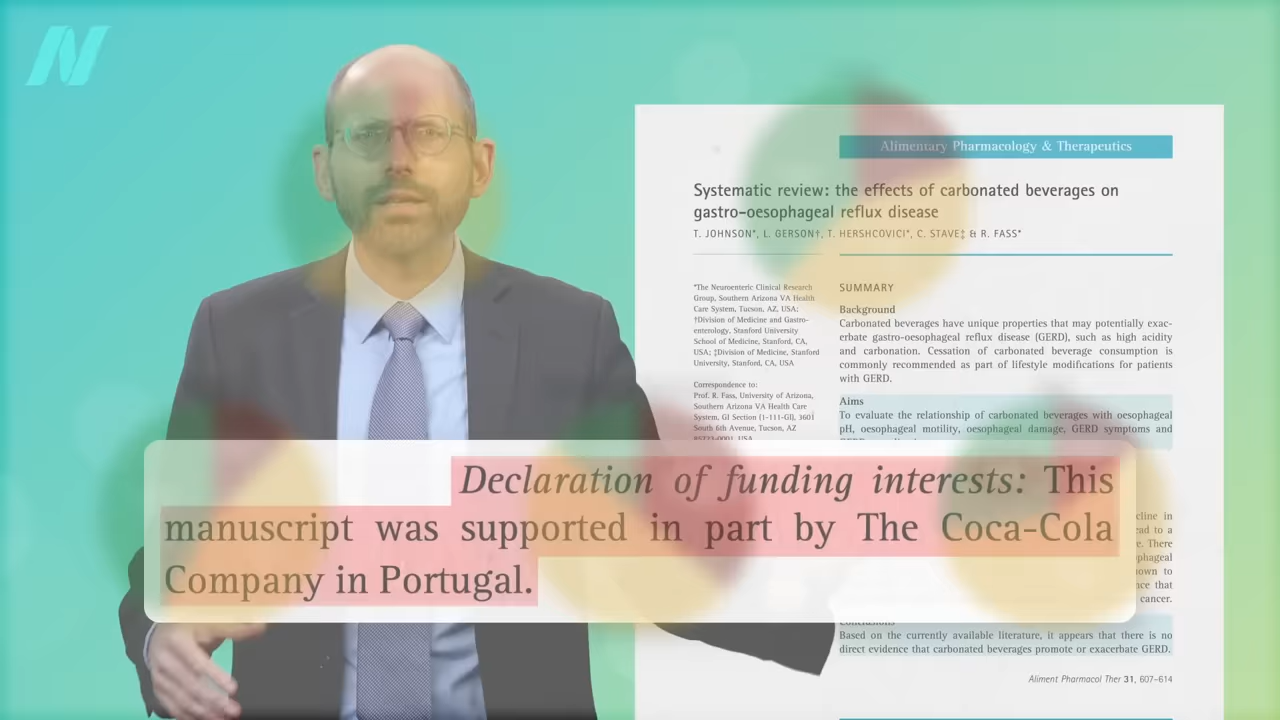 N
Alimentary Pharmacology & Therapeutics
Systematic review: the effects of carbonated beverages on
gastro-oesophageal reflux disease
T. JOHNSON*, L. GERSON†, T. HERSHCOVICI*, C. STAVE‡ & R. FASS*
*The Neuroenteric Clinical Research
Group, Southern Arizona VA Health
Care System, Tucson, AZ, USA;
†Division of Medicine and Gastro-
enterology, Stanford University
School of Medicine, Stanford, CA,
USA; ‡Division of Medicine, Stanford
University, Stanford, CA, USA
Correspondence to:
Prof. R. Fass, University of Arizona,
Southern Arizona VA Health Care
System, GI Section (1-111-GI), 3601
South 6th Avenue, Tucson, AZ
SUMMARY
Background
Carbonated beverages have unique properties that may potentially exac-
erbate gastro-oesophageal reflux disease (GERD), such as high acidity
and carbonation. Cessation of carbonated beverage consumption is
commonly recommended as part of lifestyle modifications for patients
with GERD.
Aims
To evaluate the relationship of carbonated beverages with oesophageal
pH, oesophageal motility, oesophageal damage, GERD symptoms and
Declaration of funding interests: This
manuscript was supported in part by The Coca-Cola
Company in Portugal.
in
to a
There
to
that
cancer.
Conclusions
Based on the currently available literature, it appears that there is no
direct evidence that carbonated beverages promote or exacerbate GERD.
Aliment Pharmacol Ther 31, 607–614